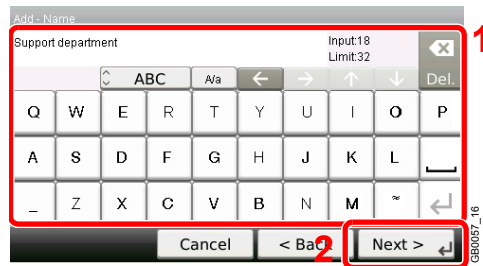 Add - Name
Support department
Input:18
Limit:32
1
ABC A/a ← → ↑ ↓ Del.
Q W E R T Y U I O P
A S D F G H J K L
_ Z X C V B N M ~
Cancel < Back Next >
2
GB0057_16